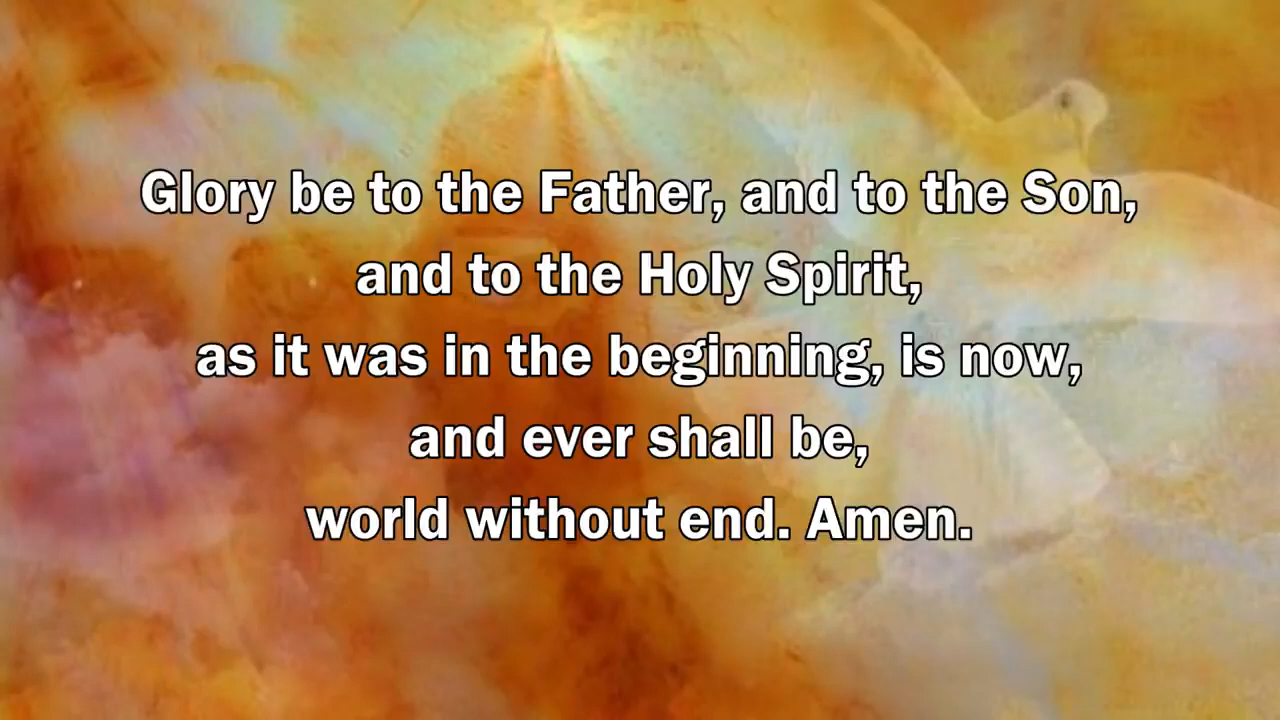 Glory be to the Father, and to the Son,
and to the Holy Spirit,
as it was in the beginning, is now,
and ever shall be,
world without end. Amen.